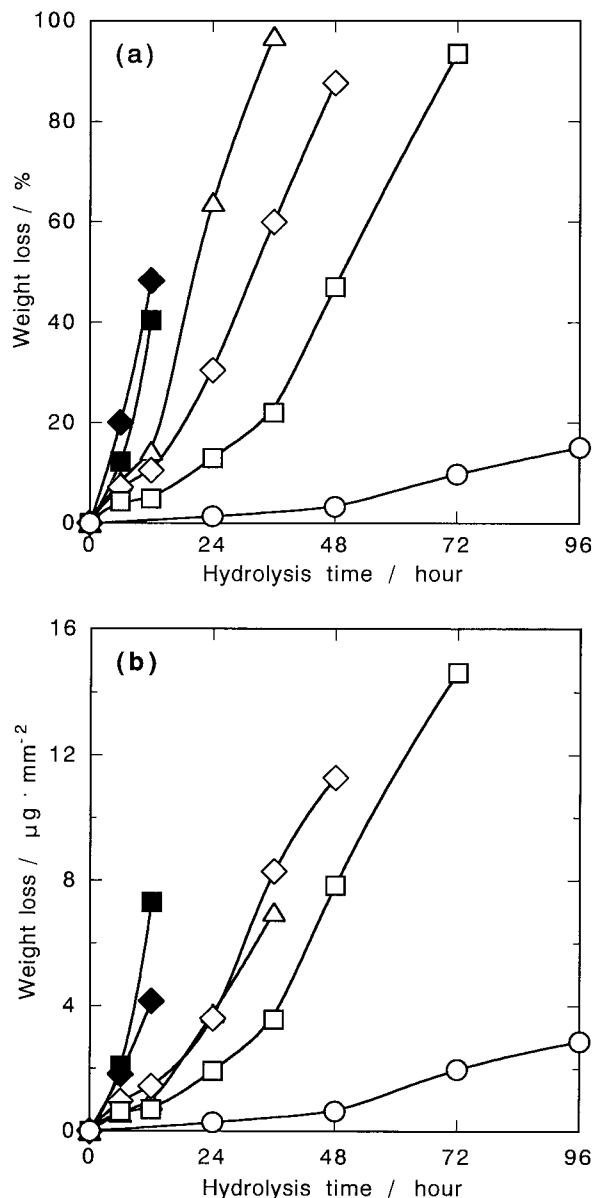 (a)
100
80
60
40
20
0
Weight loss / %
0 24 48 72 96
Hydrolysis time / hour
(b)
16
12
8
4
0
Weight loss / μg · mm-2
0 24 48 72 96
Hydrolysis time / hour